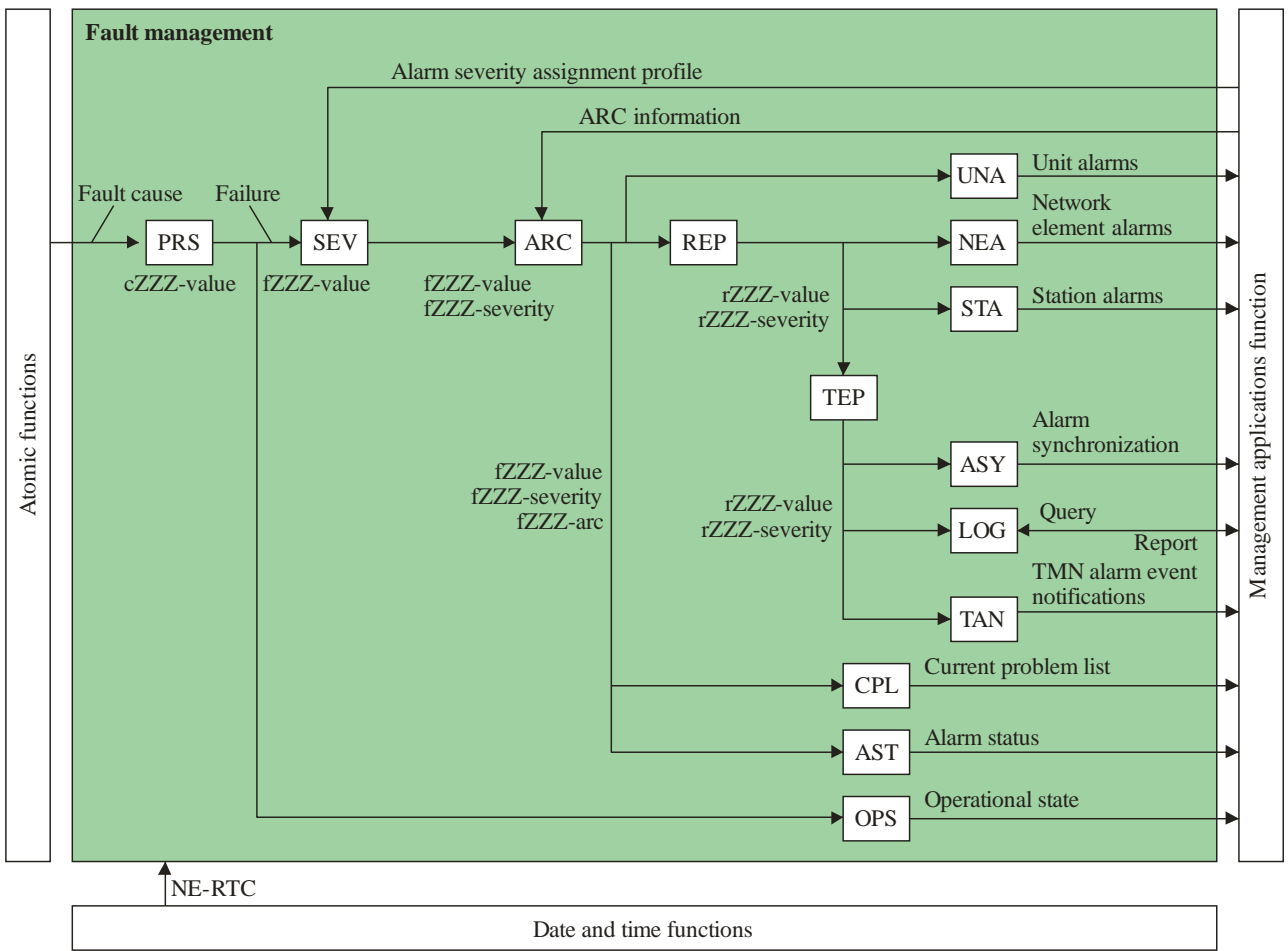 Fault management
Alarm severity assignment profile
ARC information
Unit alarms
UNA
Fault cause
Failure
Network
element alarms
PRS
SEV
ARC
REP
NEA
cZZZ-value
fZZZ-value
fZZZ-value
fZZZ-severity
rZZZ-value
rZZZ-severity
STA
Station alarms
TEP
Atomic functions
Management applications function
Alarm
synchronization
ASY
fZZZ-value
fZZZ-severity
fZZZ-arc
rZZZ-value
rZZZ-severity
LOG
Query
Report
TMN alarm event
notifications
TAN
CPL
Current problem list
AST
Alarm status
OPS
Operational state
NE-RTC
Date and time functions